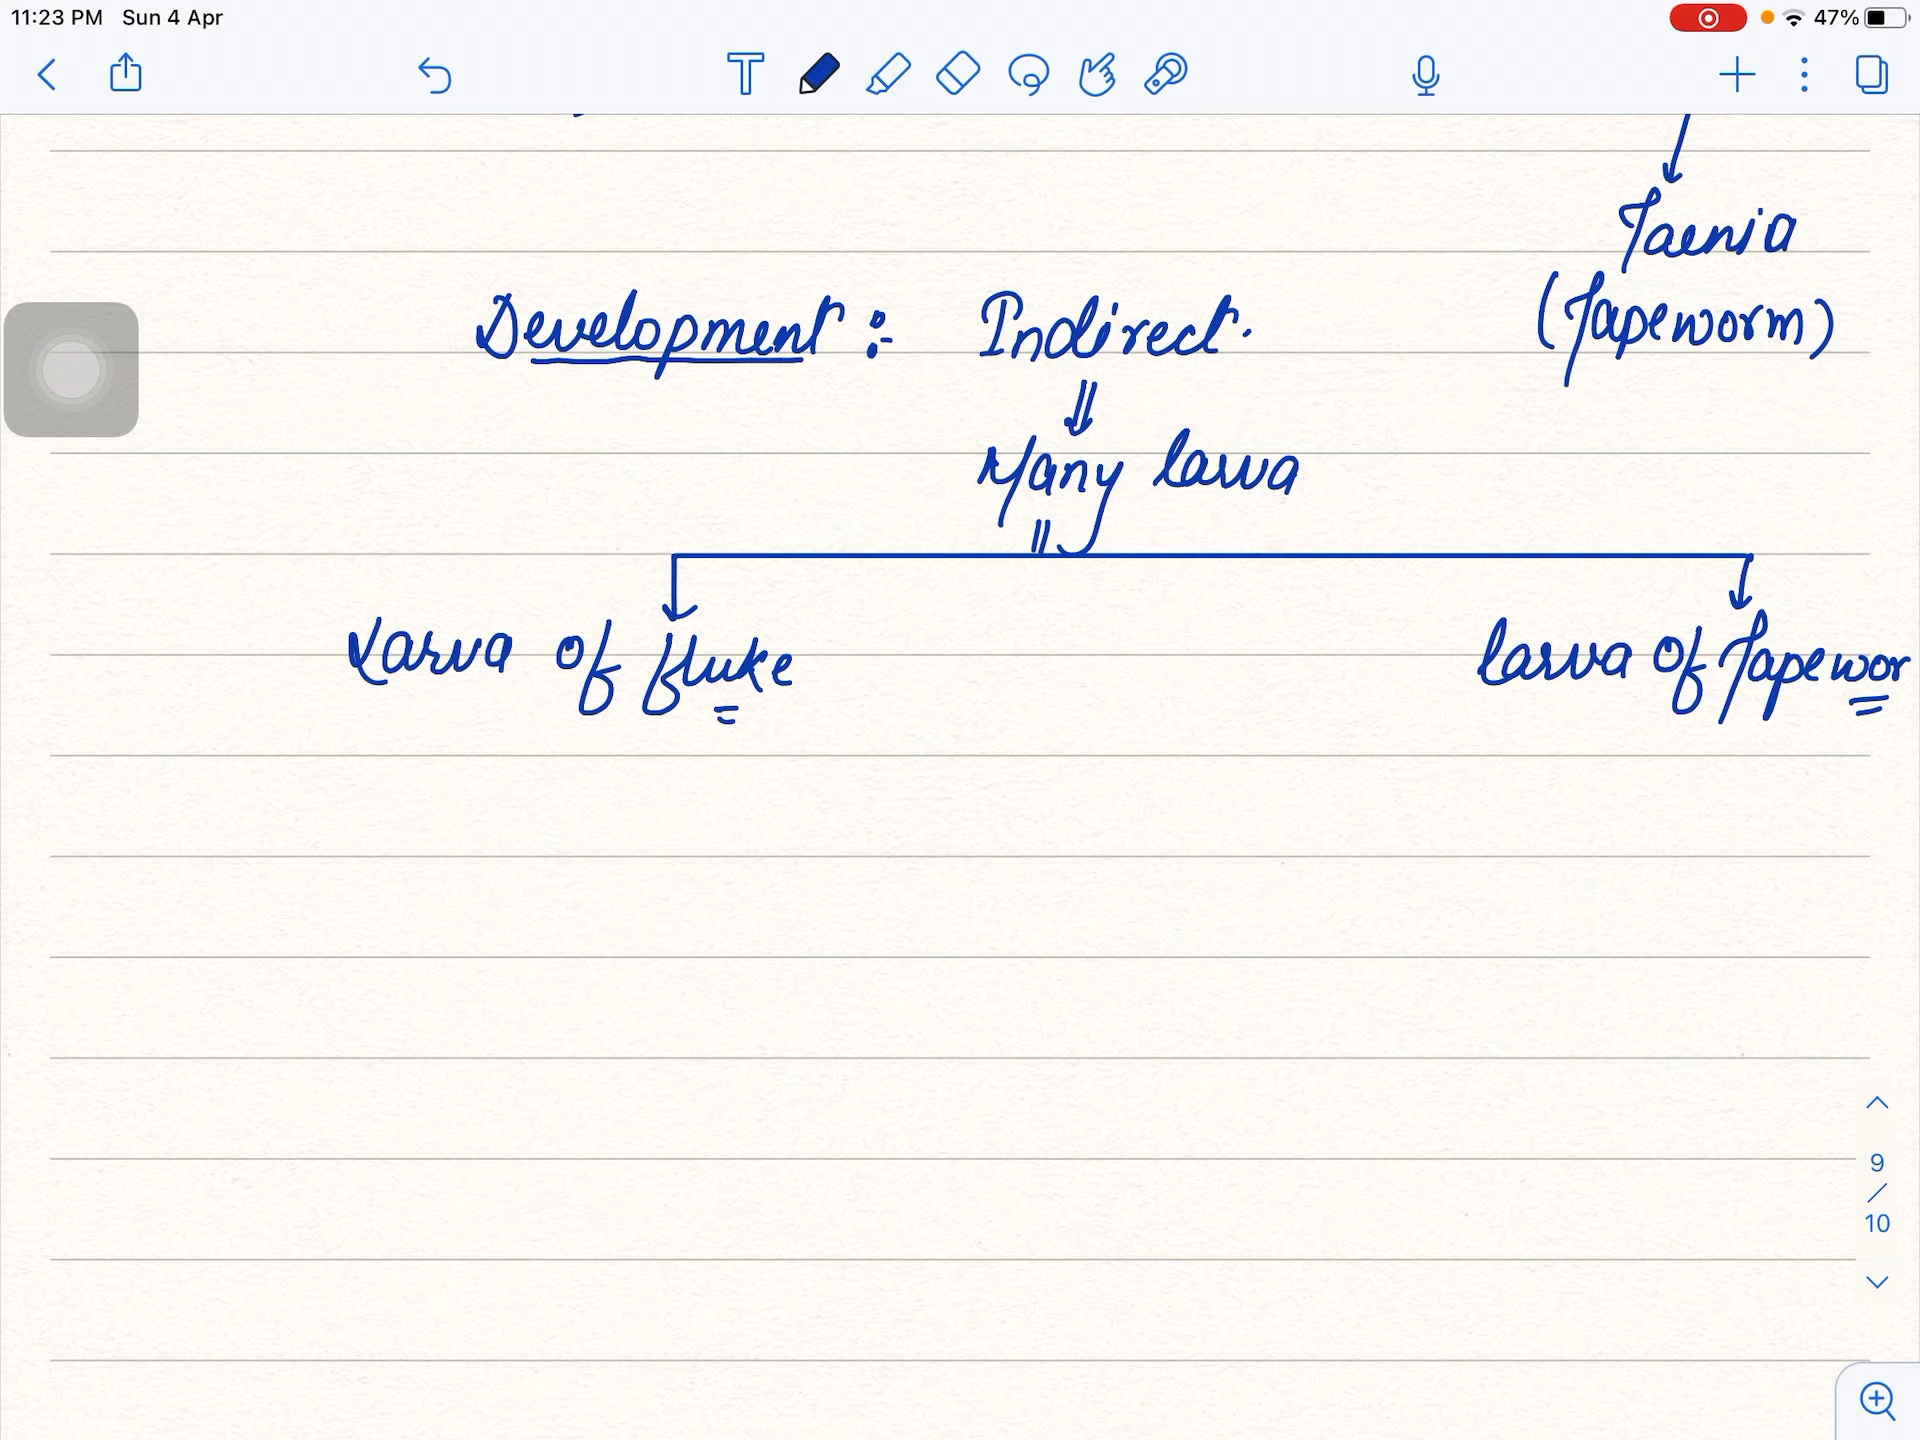 11:23 PM Sun 4 Apr
47%
T
Taenia
(Tapeworm)
Development :- Indirect.
Many larva
Larva of fluke
larva of Tapewor
9
/
10